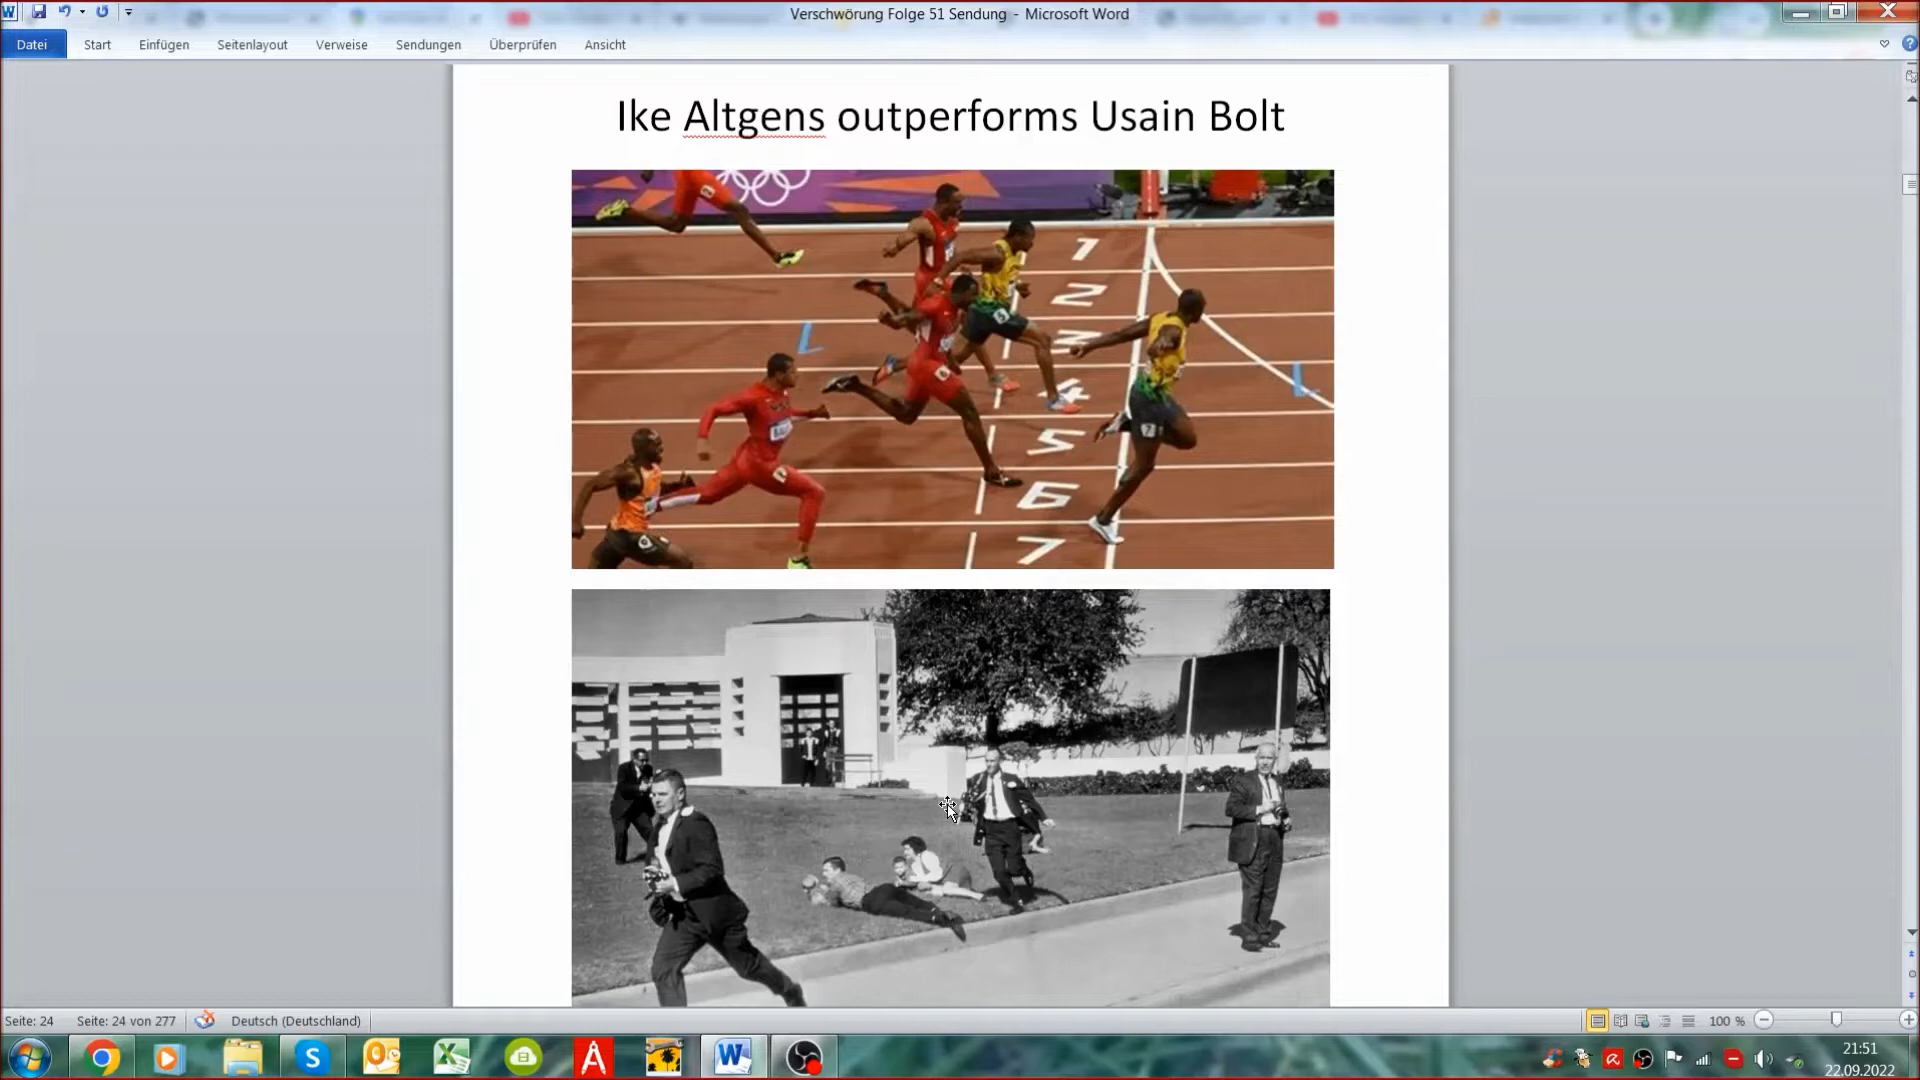 Verschwörung Folge 51 Sendung - Microsoft Word
Datei Start Einfügen Seitenlayout Verweise Sendungen Überprüfen Ansicht
Ike Altgens outperforms Usain Bolt
1
2
3
4
5
6
7
Seite: 24 Seite: 24 von 277 Deutsch (Deutschland) 100 %
21:51
22.09.2022